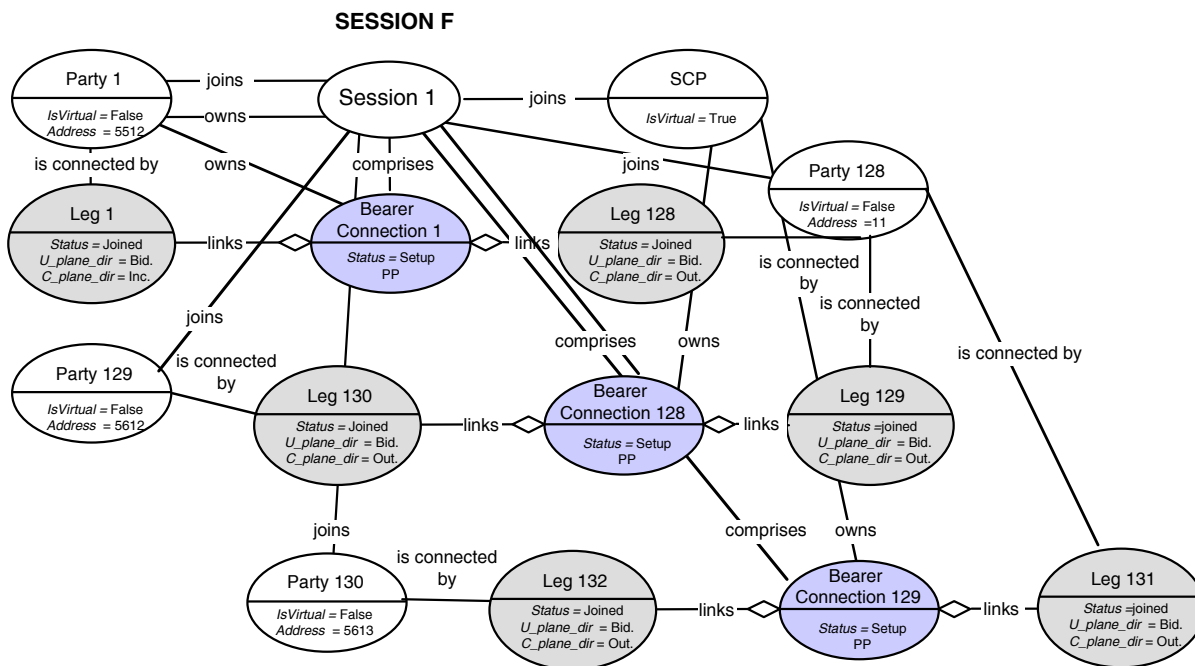 SESSION F
Party 1
IsVirtual = False
Address = 5512
joins
owns
owns
Session 1
joins
SCP
IsVirtual = True
is connected by
comprises
joins
Party 128
IsVirtual = False
Address =11
Leg 1
Status = Joined
U_plane_dir = Bid.
C_plane_dir = Inc.
links
Bearer
Connection 1
Status = Setup
PP
links
Leg 128
Status = Joined
U_plane_dir = Bid.
C_plane_dir = Out.
is connected
by
is connected
by
joins
is connected
by
comprises
owns
is connected by
Party 129
IsVirtual = False
Address = 5612
Leg 130
Status = Joined
U_plane_dir = Bid.
C_plane_dir = Out.
links
Bearer
Connection 128
Status = Setup
PP
links
Leg 129
Status =joined
U_plane_dir = Bid.
C_plane_dir = Out.
joins
comprises
owns
Party 130
IsVirtual = False
Address = 5613
is connected
by
Leg 132
Status = Joined
U_plane_dir = Bid.
C_plane_dir = Out.
links
Bearer
Connection 129
Status = Setup
PP
links
Leg 131
Status =joined
U_plane_dir = Bid.
C_plane_dir = Out.